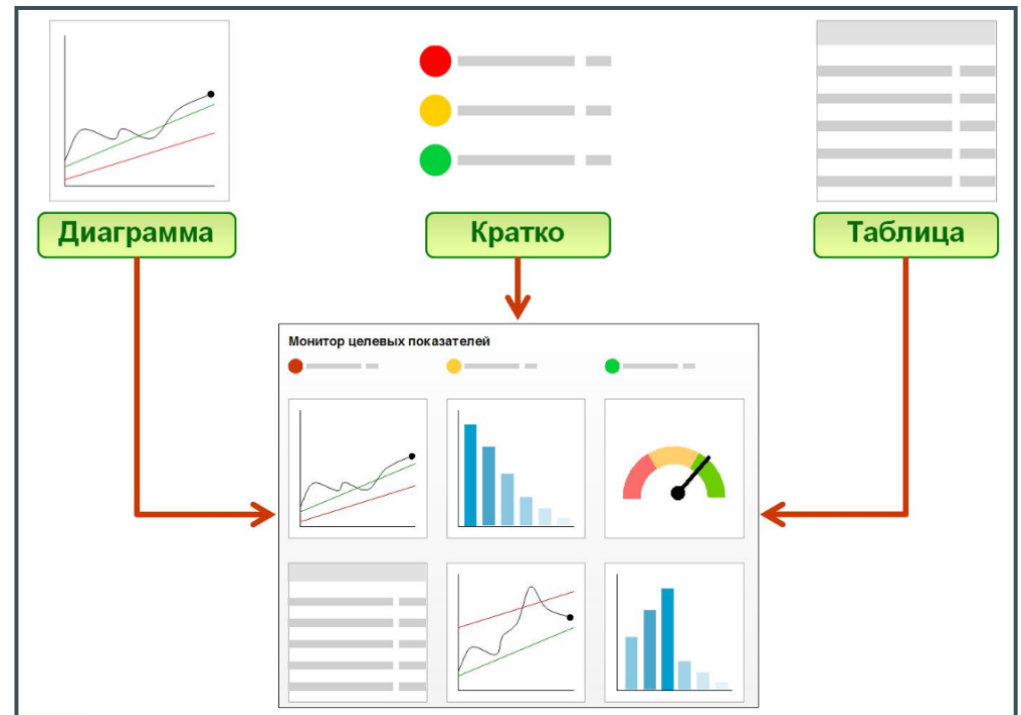 Диаграмма
Кратко
Таблица
Монитор целевых показателей